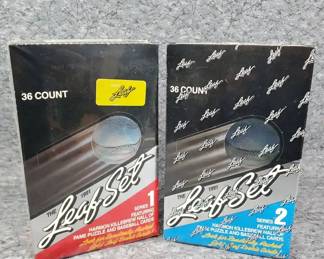 Leaf
36 COUNT
THE 1991
Leaf Set
SERIES 1
FEATURING
HARMON KILLEBREW HALL OF
FAME PUZZLE AND BASEBALL CARDS
Leaf
36 COUNT
THE 1991
Leaf Set
SERIES 2
FEATURING
HARMON KILLEBREW HALL OF
FAME PUZZLE AND BASEBALL CARDS